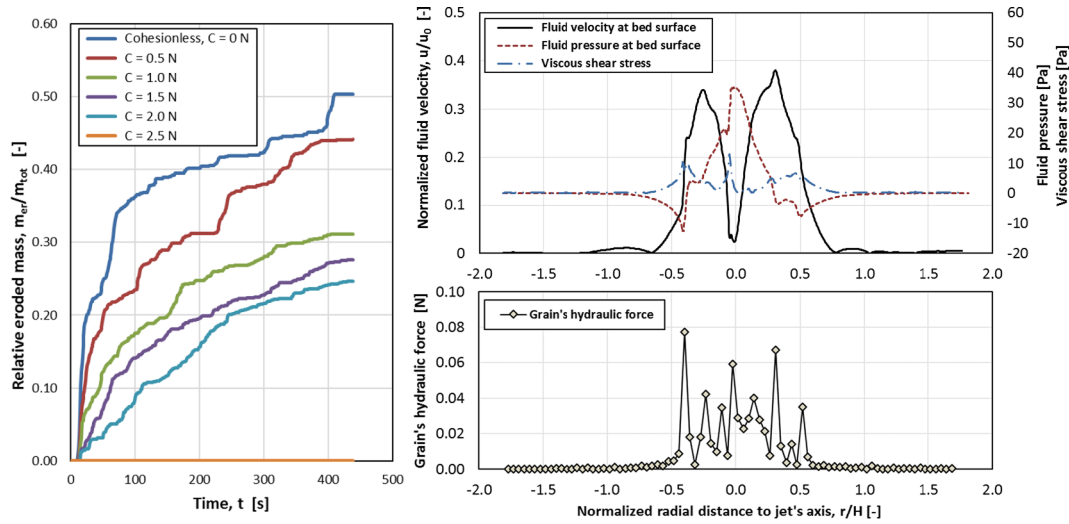 0.60
0.50
0.40
0.30
0.20
0.10
0.00
Relative eroded mass, m_er/m_tot [-]
Cohesionless, C = 0 N
C = 0.5 N
C = 1.0 N
C = 1.5 N
C = 2.0 N
C = 2.5 N
0 100 200 300 400 500
Time, t [s]
0.5
0.4
0.3
0.2
0.1
0
Normalized fluid velocity, u/u₀ [-]
Fluid velocity at bed surface
Fluid pressure at bed surface
Viscous shear stress
60
50
40
30
20
10
0
-10
-20
Fluid pressure [Pa]
Viscous shear stress [Pa]
-2.0 -1.5 -1.0 -0.5 0.0 0.5 1.0 1.5 2.0
0.10
0.08
0.06
0.04
0.02
0.00
Grain's hydraulic force [N]
Grain's hydraulic force
-2.0 -1.5 -1.0 -0.5 0.0 0.5 1.0 1.5 2.0
Normalized radial distance to jet's axis, r/H [-]